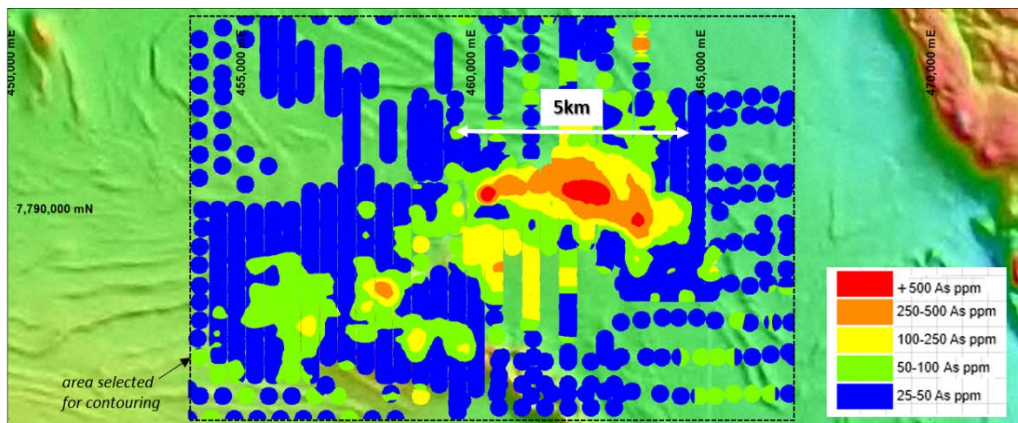 450,000 mE
455,000 mE
460,000 mE
465,000 mE
470,000 mE
5km
7,790,000 mN
area selected
for contouring
+ 500 As ppm
250-500 As ppm
100-250 As ppm
50-100 As ppm
25-50 As ppm